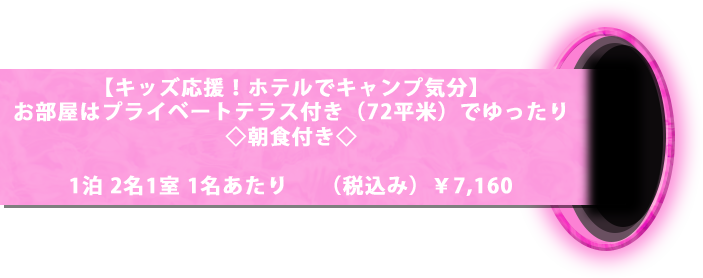 【キッズ応援！ホテルでキャンプ気分】
お部屋はプライベートテラス付き（72平米）でゆったり
◇朝食付き◇
1泊 2名1室 1名あたり　（税込み）￥7,160